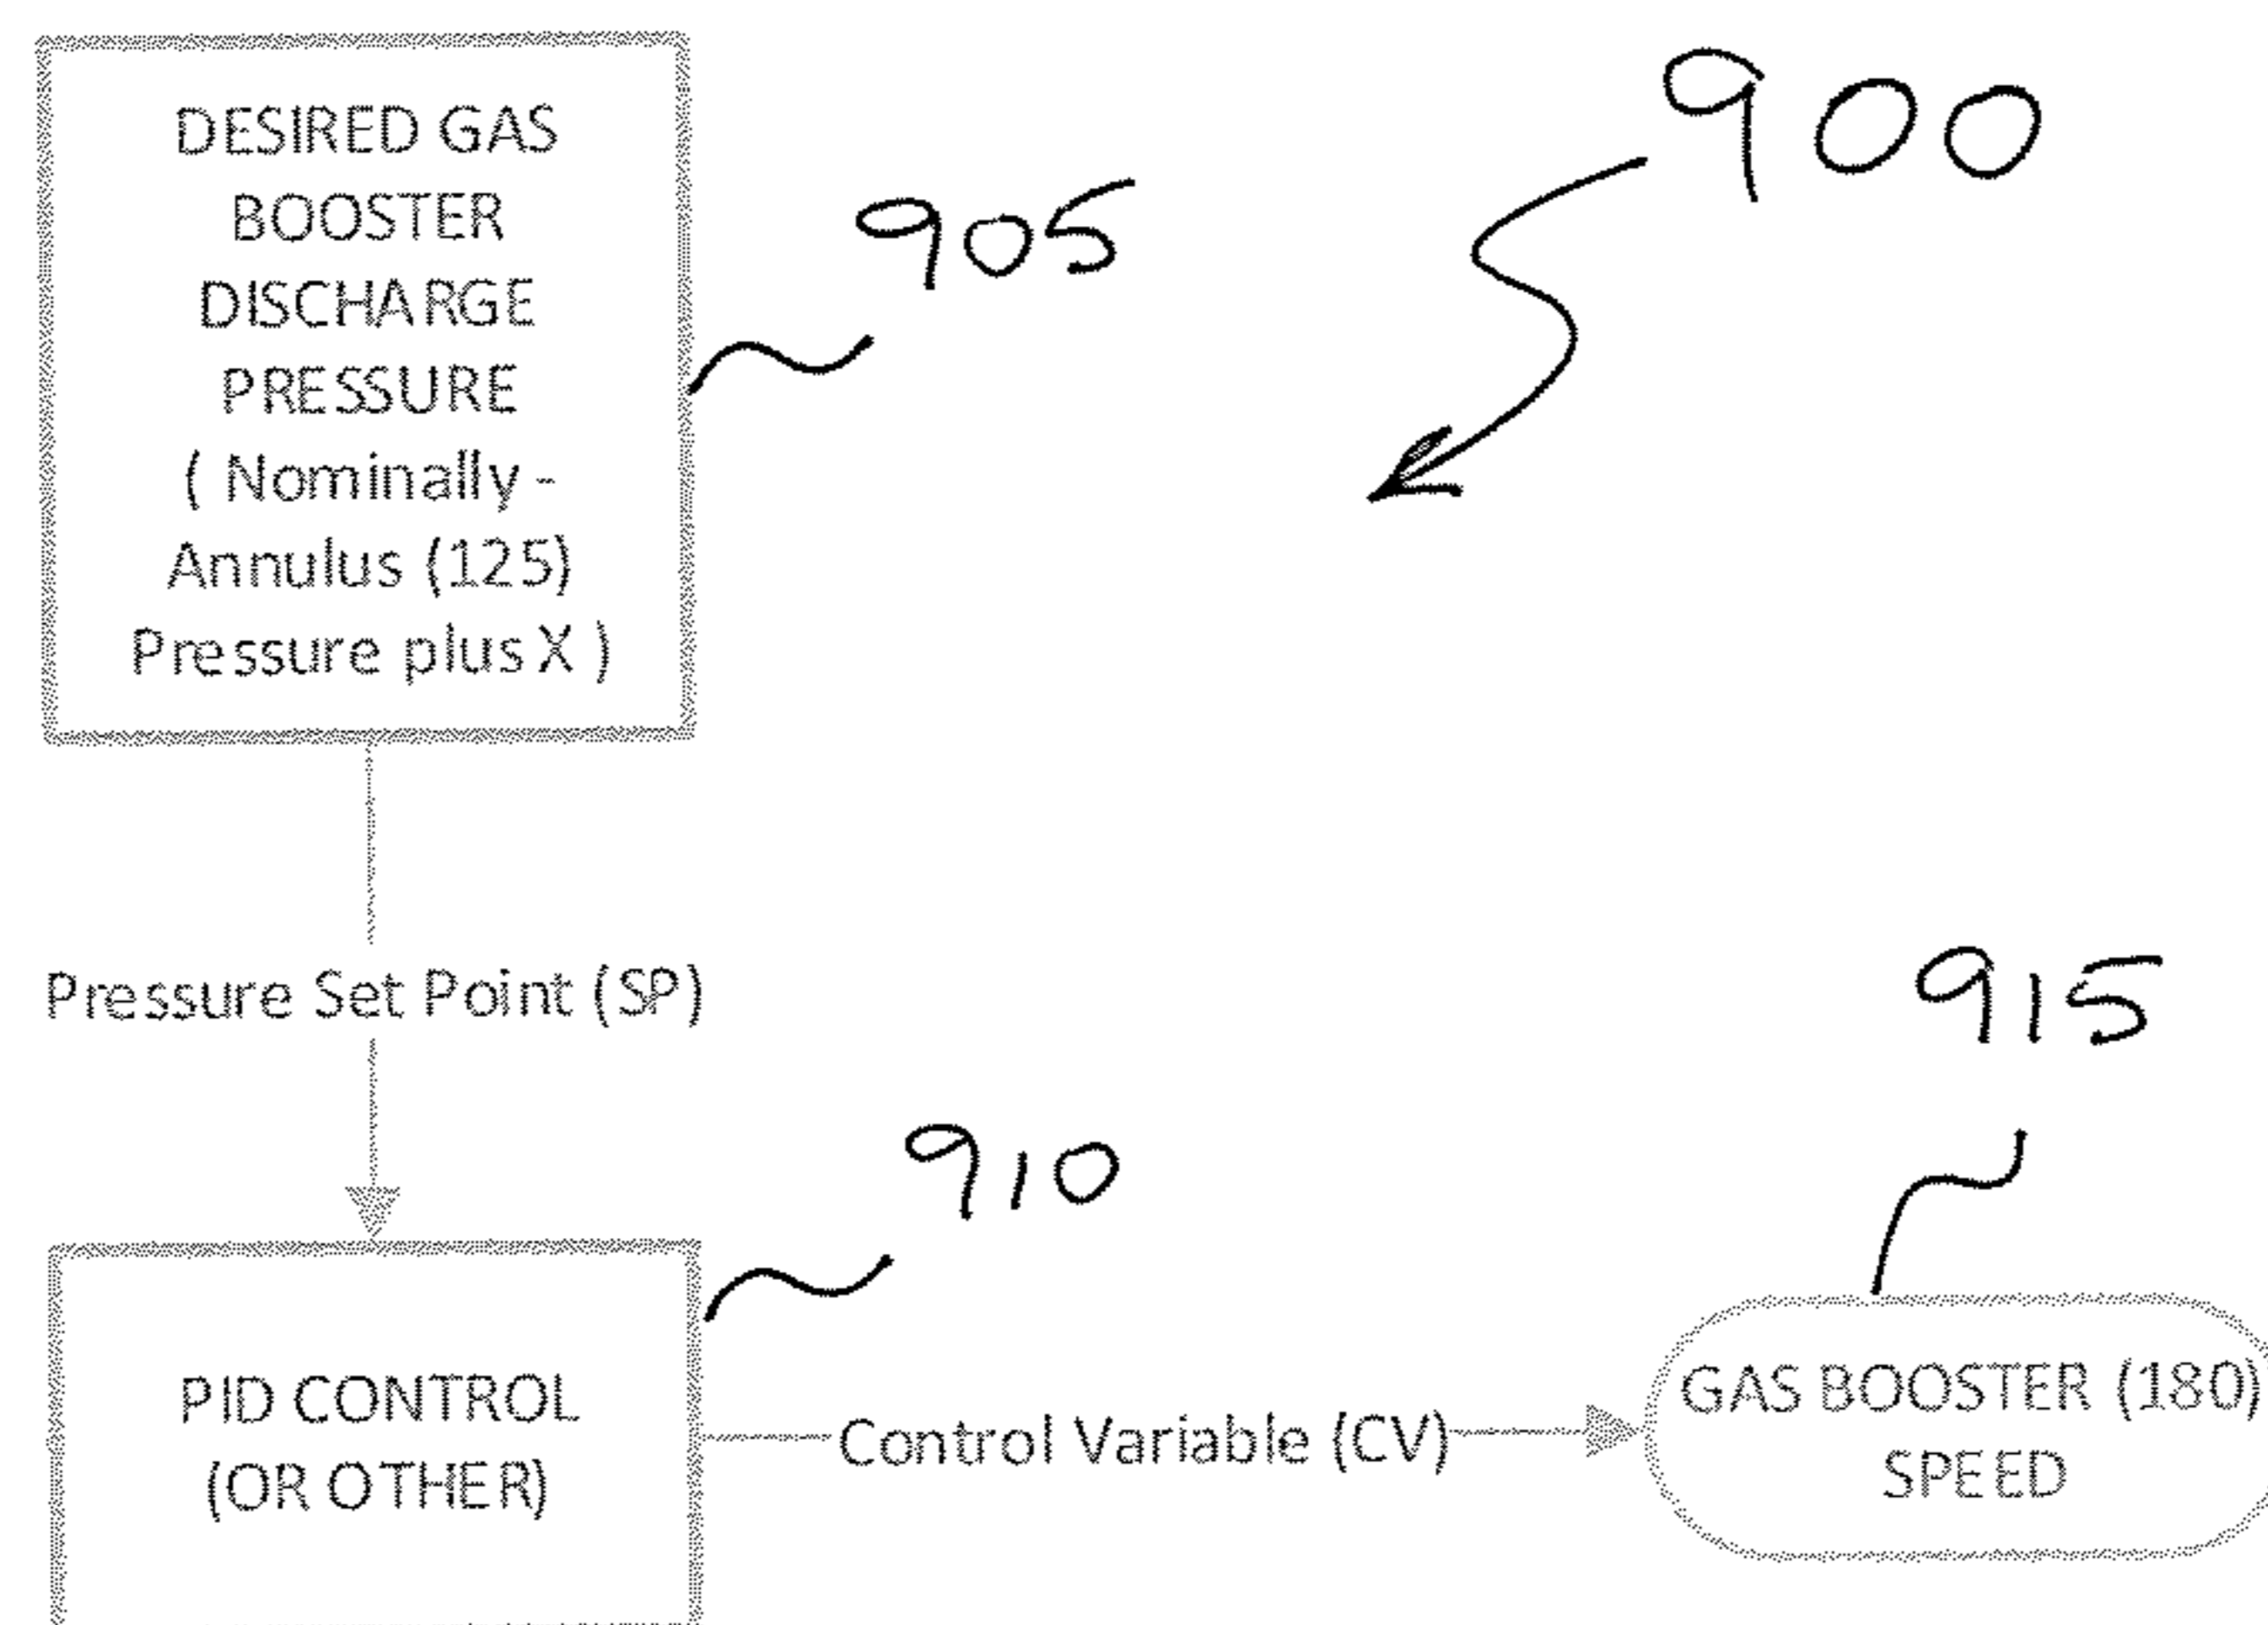 DESIRED GAS
BOOSTER
DISCHARGE
PRESSURE
( Nominally -
Annulus (125)
Pressure plus X )
905
900
Pressure Set Point (SP)
915
910
PID CONTROL
(OR OTHER)
Control Variable (CV)
GAS BOOSTER (180)
SPEED